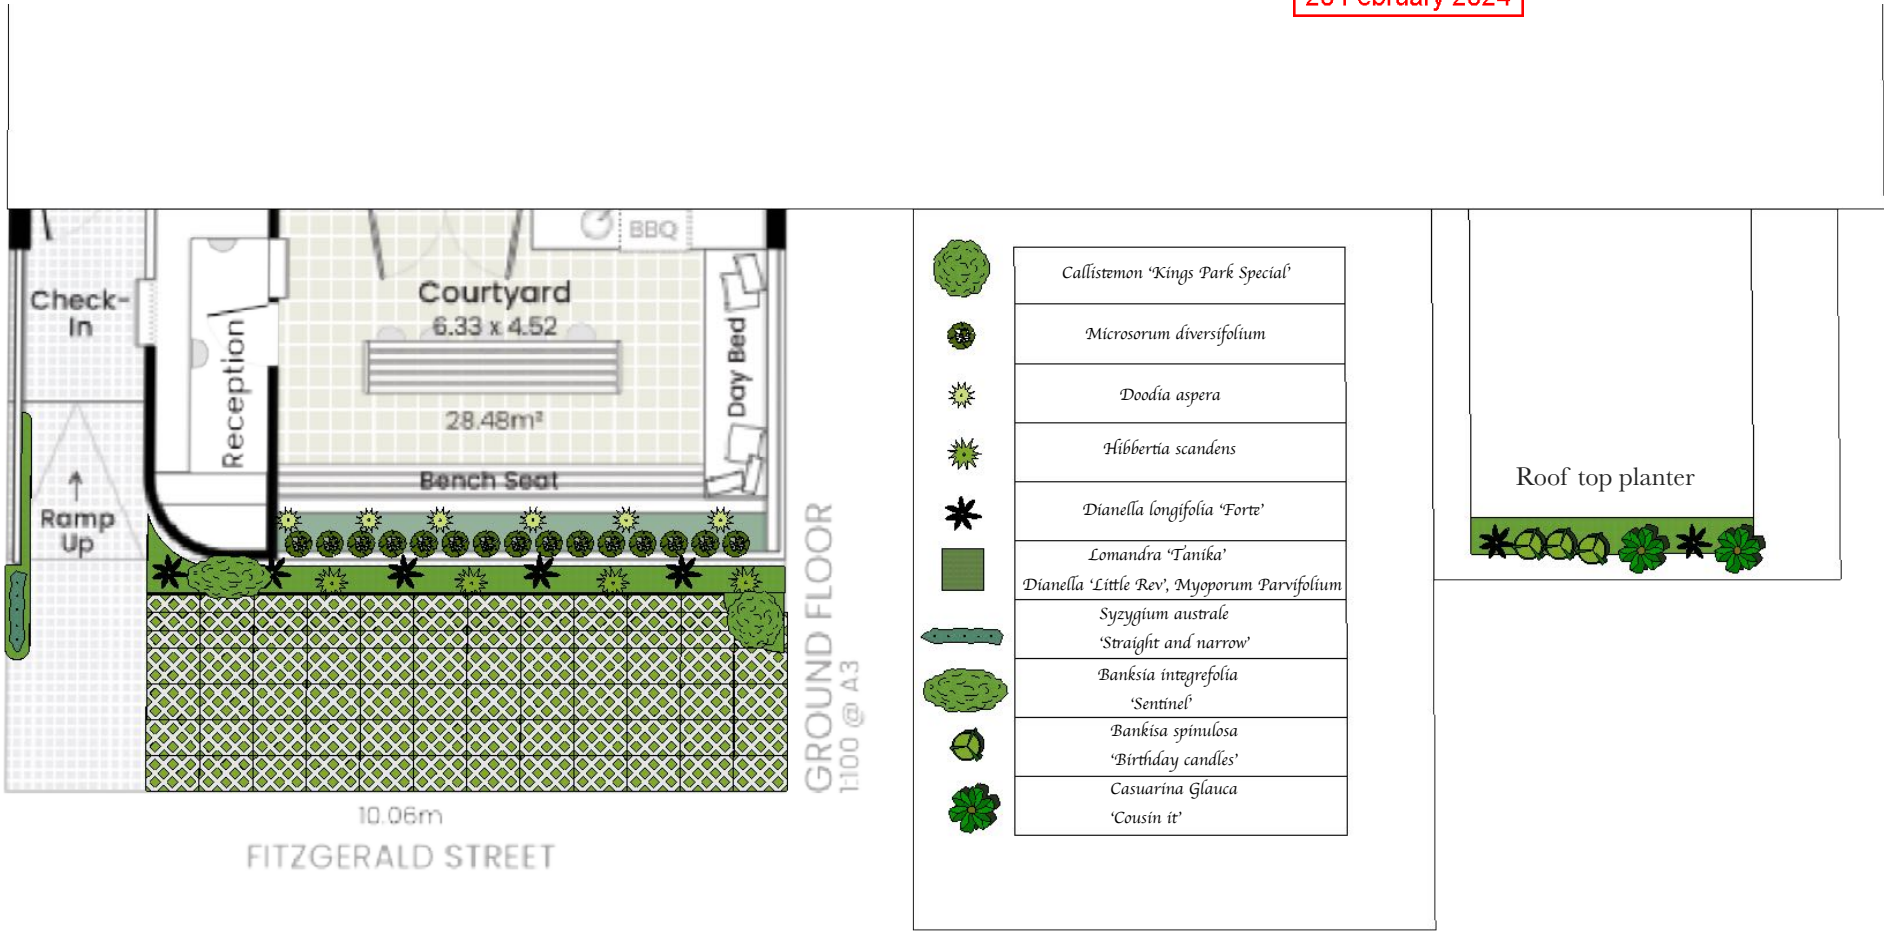 February 2024
BBQ
Check-
In
Courtyard
6.33 x 4.52
Reception
Day Bed
28.48m²
Bench Seat
Ramp
Up
GROUND FLOOR
1:100 @ A3
10.06m
FITZGERALD STREET
Callistemon ‘Kings Park Special’
Microsorum diversifolium
Doodia aspera
Hibbertia scandens
Dianella longifolia ‘Forte’
Lomandra ‘Tanika’
Dianella ‘Little Rev’, Myoporum Parvifolium
Syzygium australe
‘Straight and narrow’
Banksia integrefolia
‘Sentinel’
Bankisa spinulosa
‘Birthday candles’
Casuarina Glauca
‘Cousin it’
Roof top planter